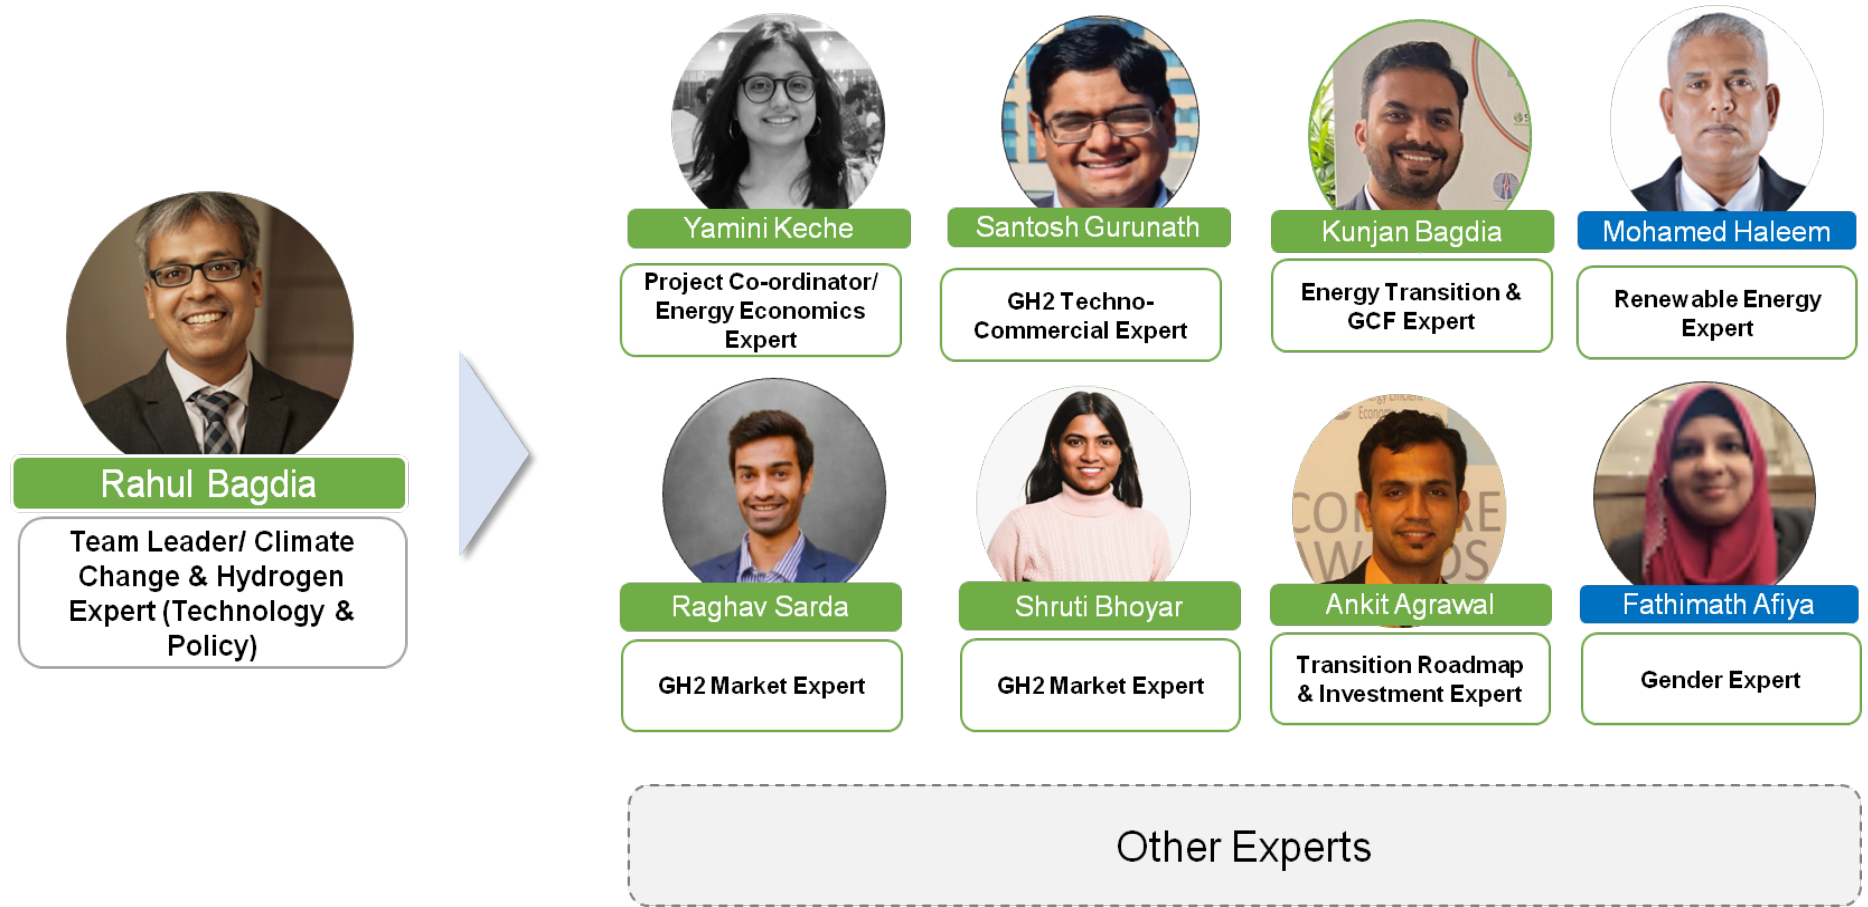 Yamini Keche
Santosh Gurunath
Kunjan Bagdia
Mohamed Haleem
Project Co-ordinator/
Energy Economics
Expert
GH2 Techno-
Commercial Expert
Energy Transition &
GCF Expert
Renewable Energy
Expert
Rahul Bagdia
Team Leader/ Climate
Change & Hydrogen
Expert (Technology &
Policy)
Raghav Sarda
Shruti Bhoyar
Ankit Agrawal
Fathimath Afiya
GH2 Market Expert
GH2 Market Expert
Transition Roadmap
& Investment Expert
Gender Expert
Other Experts